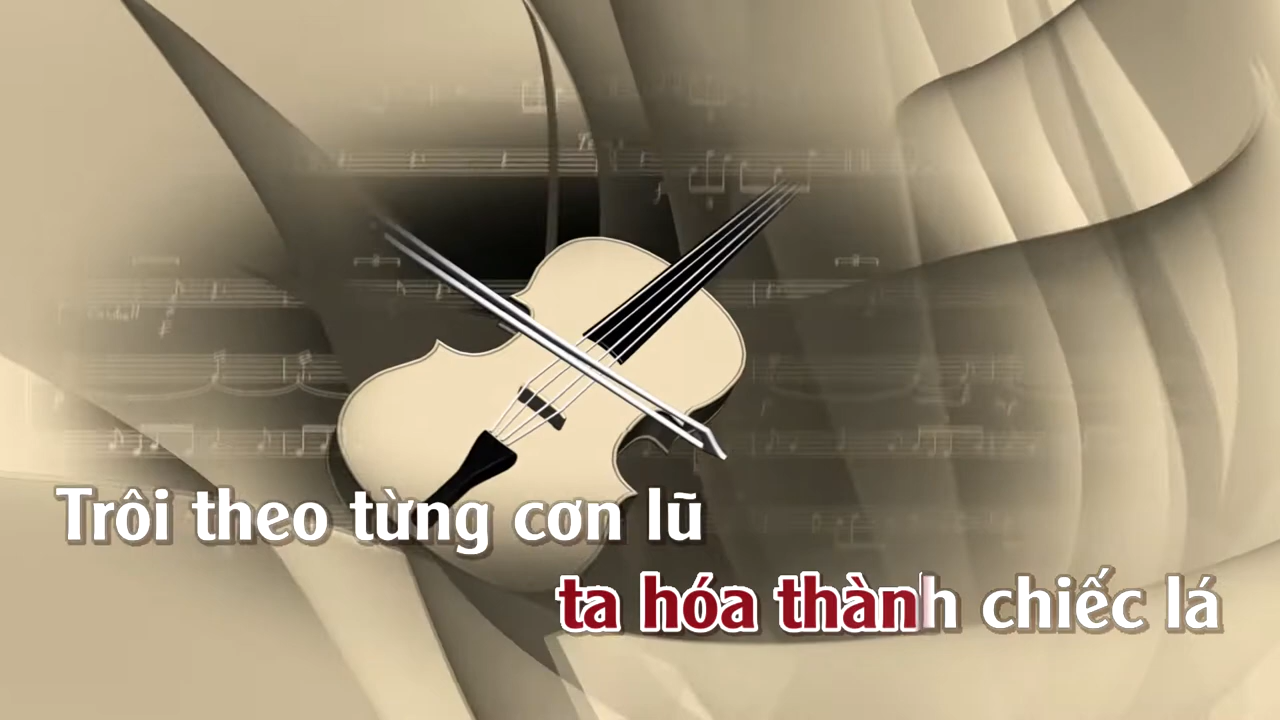 Trôi theo từng cơn lũ
ta hóa thành chiếc lá